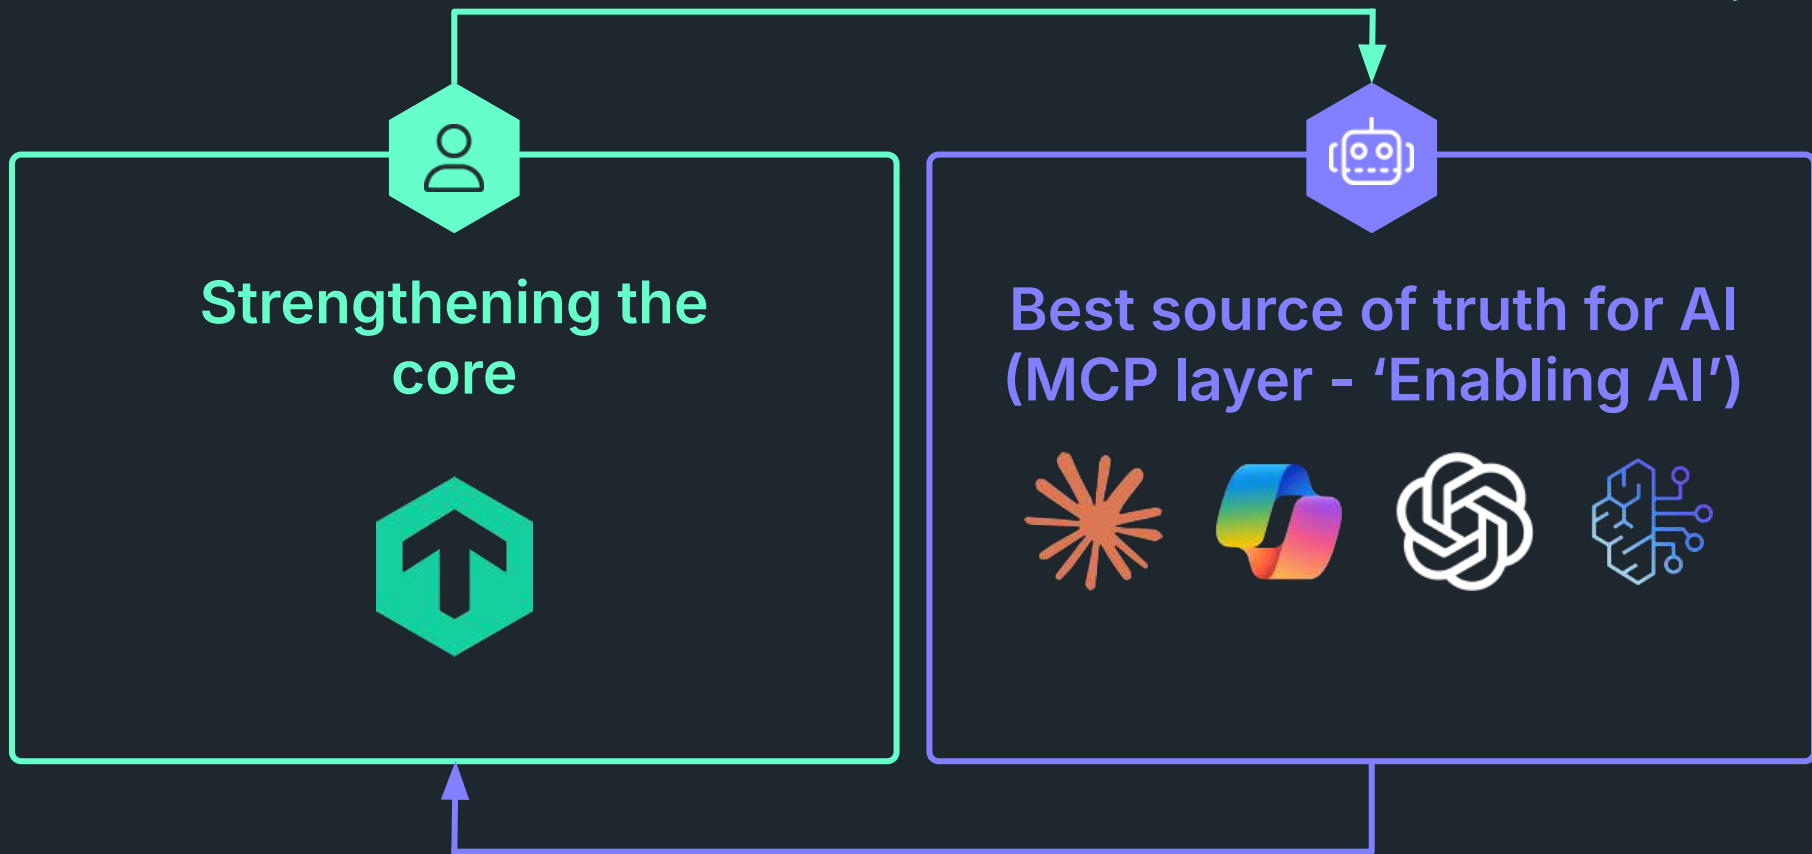 Strengthening the
core
Best source of truth for AI
(MCP layer - ‘Enabling AI’)